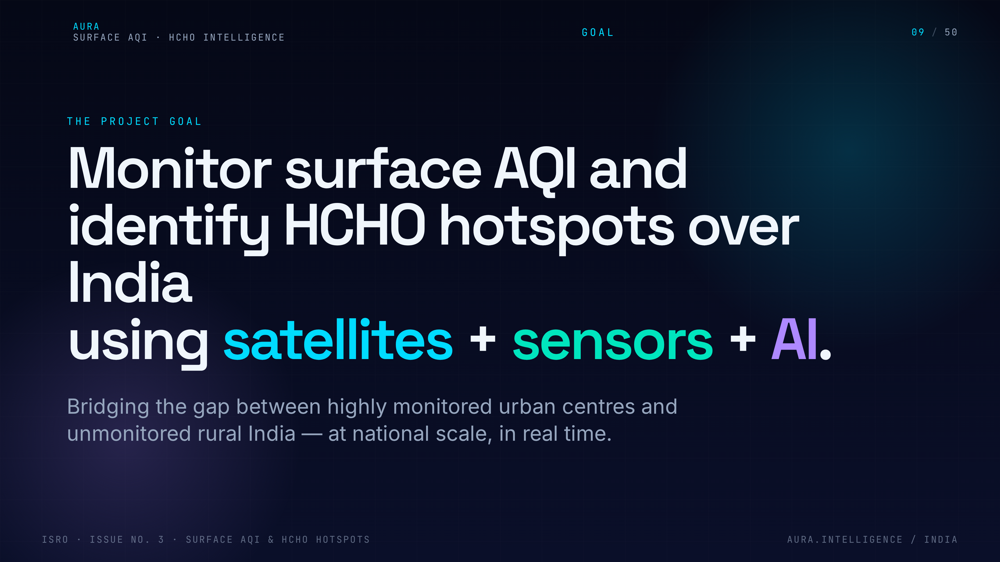 AURA
SURFACE AQI · HCHO INTELLIGENCE
GOAL
09 / 50
THE PROJECT GOAL
Monitor surface AQI and
identify HCHO hotspots over
India
using satellites + sensors + AI.
Bridging the gap between highly monitored urban centres and
unmonitored rural India — at national scale, in real time.
ISRO · ISSUE NO. 3 · SURFACE AQI & HCHO HOTSPOTS
AURA.INTELLIGENCE / INDIA